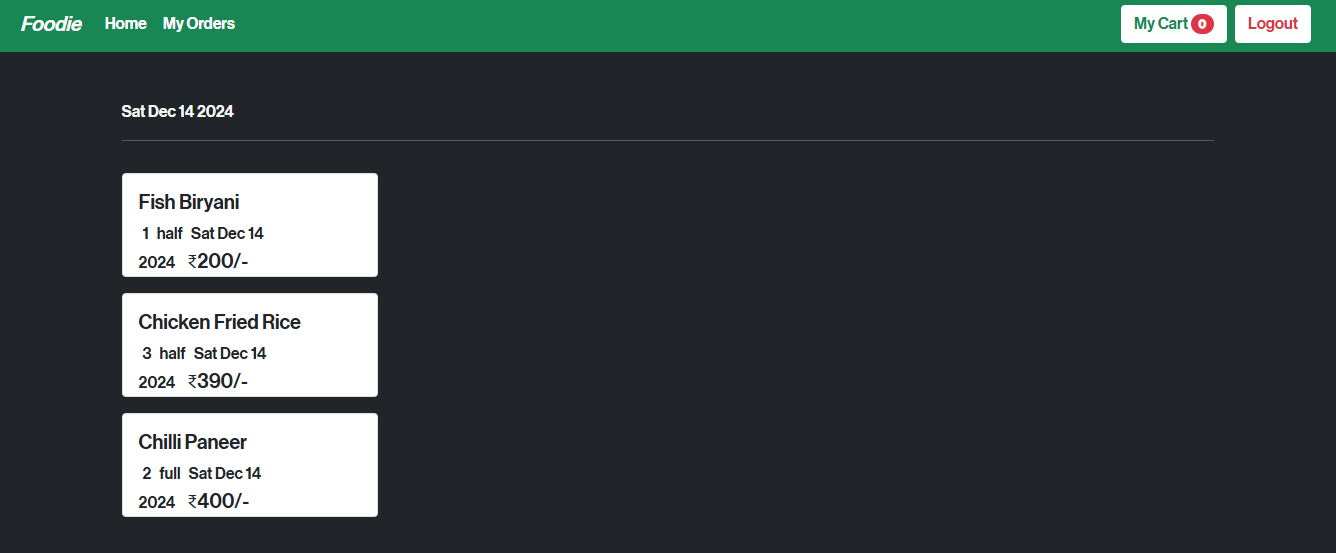 Foodie Home My Orders My Cart 0 Logout
Sat Dec 14 2024
Fish Biryani
1 half Sat Dec 14
2024 ₹200/-
Chicken Fried Rice
3 half Sat Dec 14
2024 ₹390/-
Chilli Paneer
2 full Sat Dec 14
2024 ₹400/-